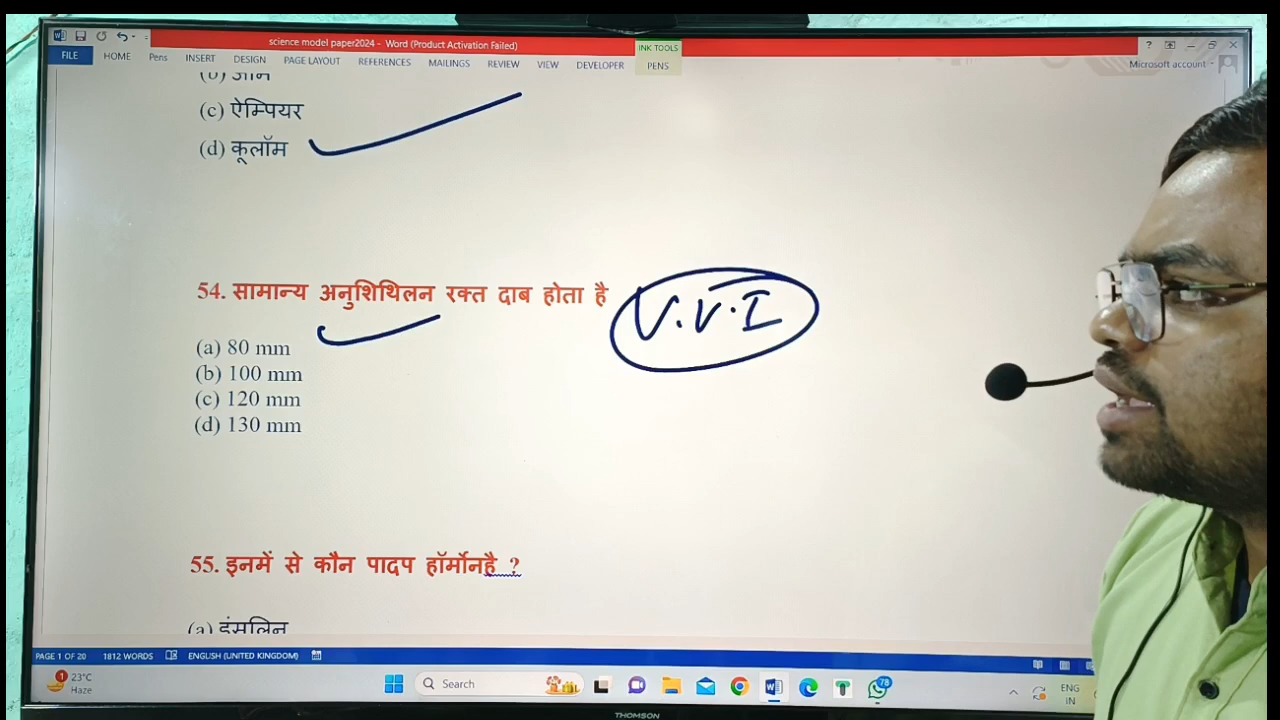 science model paper2024 - Word (Product Activation Failed)
INK TOOLS
FILE HOME Pens INSERT DESIGN PAGE LAYOUT REFERENCES MAILINGS REVIEW VIEW DEVELOPER PENS
Microsoft account
(c) ऐम्पियर
(d) कूलॉम
54. सामान्य अनुशिथिलन रक्त दाब होता है
V.V.I
(a) 80 mm
(b) 100 mm
(c) 120 mm
(d) 130 mm
55. इनमें से कौन पादप हॉर्मोनहै ?
(a) इंसुलिन
PAGE 1 OF 20 1812 WORDS ENGLISH (UNITED KINGDOM)
1
23°C
Haze
Search
78
ENG
IN
THOMSON